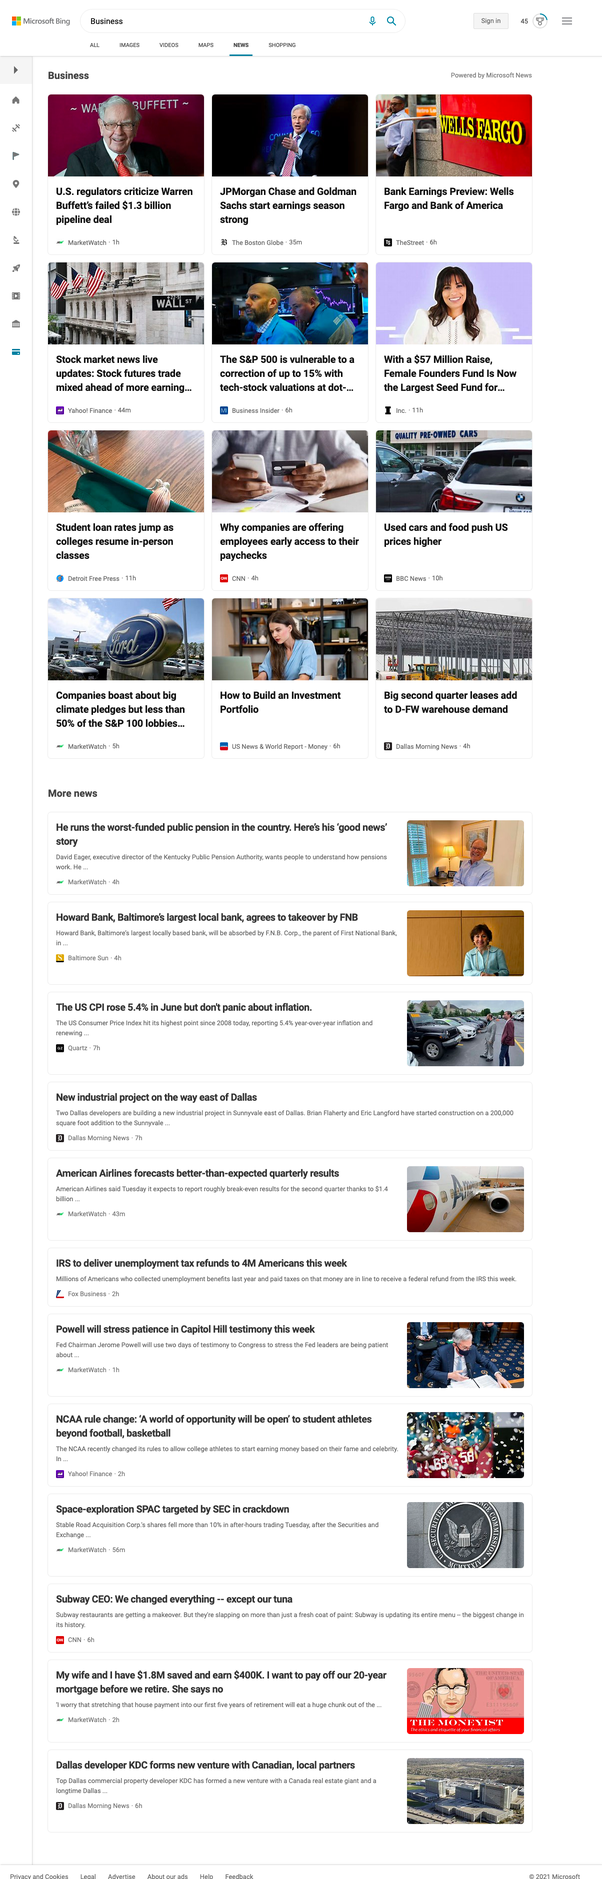 Microsoft Bing
Business
Sign in
45
ALL
IMAGES
VIDEOS
MAPS
NEWS
SHOPPING
Business
Powered by Microsoft News
~ WARREN BUFFETT ~
WELLS FARGO
U.S. regulators criticize Warren
Buffett's failed $1.3 billion
pipeline deal
MarketWatch · 1h
JPMorgan Chase and Goldman
Sachs start earnings season
strong
The Boston Globe · 35m
Bank Earnings Preview: Wells
Fargo and Bank of America
TheStreet · 6h
WALL ST
Stock market news live
updates: Stock futures trade
mixed ahead of more earning...
Yahoo! Finance · 44m
The S&P 500 is vulnerable to a
correction of up to 15% with
tech-stock valuations at dot-...
Business Insider · 6h
With a $57 Million Raise,
Female Founders Fund Is Now
the Largest Seed Fund for...
Inc. · 11h
QUALITY PRE-OWNED CARS
Student loan rates jump as
colleges resume in-person
classes
Detroit Free Press · 11h
Why companies are offering
employees early access to their
paychecks
CNN · 4h
Used cars and food push US
prices higher
BBC News · 10h
Ford
Companies boast about big
climate pledges but less than
50% of the S&P 100 lobbies...
MarketWatch · 5h
How to Build an Investment
Portfolio
US News & World Report - Money · 6h
Big second quarter leases add
to D-FW warehouse demand
Dallas Morning News · 4h
More news
He runs the worst-funded public pension in the country. Here's his 'good news'
story
David Eager, executive director of the Kentucky Public Pension Authority, wants people to understand how pensions
work. He ...
MarketWatch · 4h
Howard Bank, Baltimore's largest local bank, agrees to takeover by FNB
Howard Bank, Baltimore's largest locally based bank, will be absorbed by F.N.B. Corp., the parent of First National Bank,
in ...
Baltimore Sun · 4h
The US CPI rose 5.4% in June but don't panic about inflation.
The US Consumer Price Index hit its highest point since 2008 today, reporting 5.4% year-over-year inflation and
renewing ...
Quartz · 7h
New industrial project on the way east of Dallas
Two Dallas developers are building a new industrial project in Sunnyvale east of Dallas. Brian Flaherty and Eric Langford have started construction on a 200,000
square foot addition to the Sunnyvale ...
Dallas Morning News · 7h
American Airlines forecasts better-than-expected quarterly results
American Airlines said Tuesday it expects to report roughly break-even results for the second quarter thanks to $1.4
billion ...
MarketWatch · 43m
IRS to deliver unemployment tax refunds to 4M Americans this week
Millions of Americans who collected unemployment benefits last year and paid taxes on that money are in line to receive a federal refund from the IRS this week.
Fox Business · 2h
Powell will stress patience in Capitol Hill testimony this week
Fed Chairman Jerome Powell will use two days of testimony to Congress to stress the Fed leaders are being patient
about ...
MarketWatch · 1h
NCAA rule change: 'A world of opportunity will be open' to student athletes
beyond football, basketball
The NCAA recently changed its rules to allow college athletes to start earning money based on their fame and celebrity.
In ...
Yahoo! Finance · 2h
Space-exploration SPAC targeted by SEC in crackdown
Stable Road Acquisition Corp.'s shares fell more than 10% in after-hours trading Tuesday, after the Securities and
Exchange ...
MarketWatch · 56m
Subway CEO: We changed everything -- except our tuna
Subway restaurants are getting a makeover. But they're slapping on more than just a fresh coat of paint: Subway is updating its entire menu – the biggest change in
its history.
CNN · 6h
My wife and I have $1.8M saved and earn $400K. I want to pay off our 20-year
mortgage before we retire. She says no
'I worry that stretching that house payment into our first five years of retirement will eat a huge chunk out of the ...
MarketWatch · 2h
THE MONEYIST
The ethics and etiquette of your financial affairs
Dallas developer KDC forms new venture with Canadian, local partners
Top Dallas commercial property developer KDC has formed a new venture with a Canada real estate giant and a
longtime Dallas ...
Dallas Morning News · 6h
Privacy and Cookies
Legal
Advertise
About our ads
Help
Feedback
© 2021 Microsoft